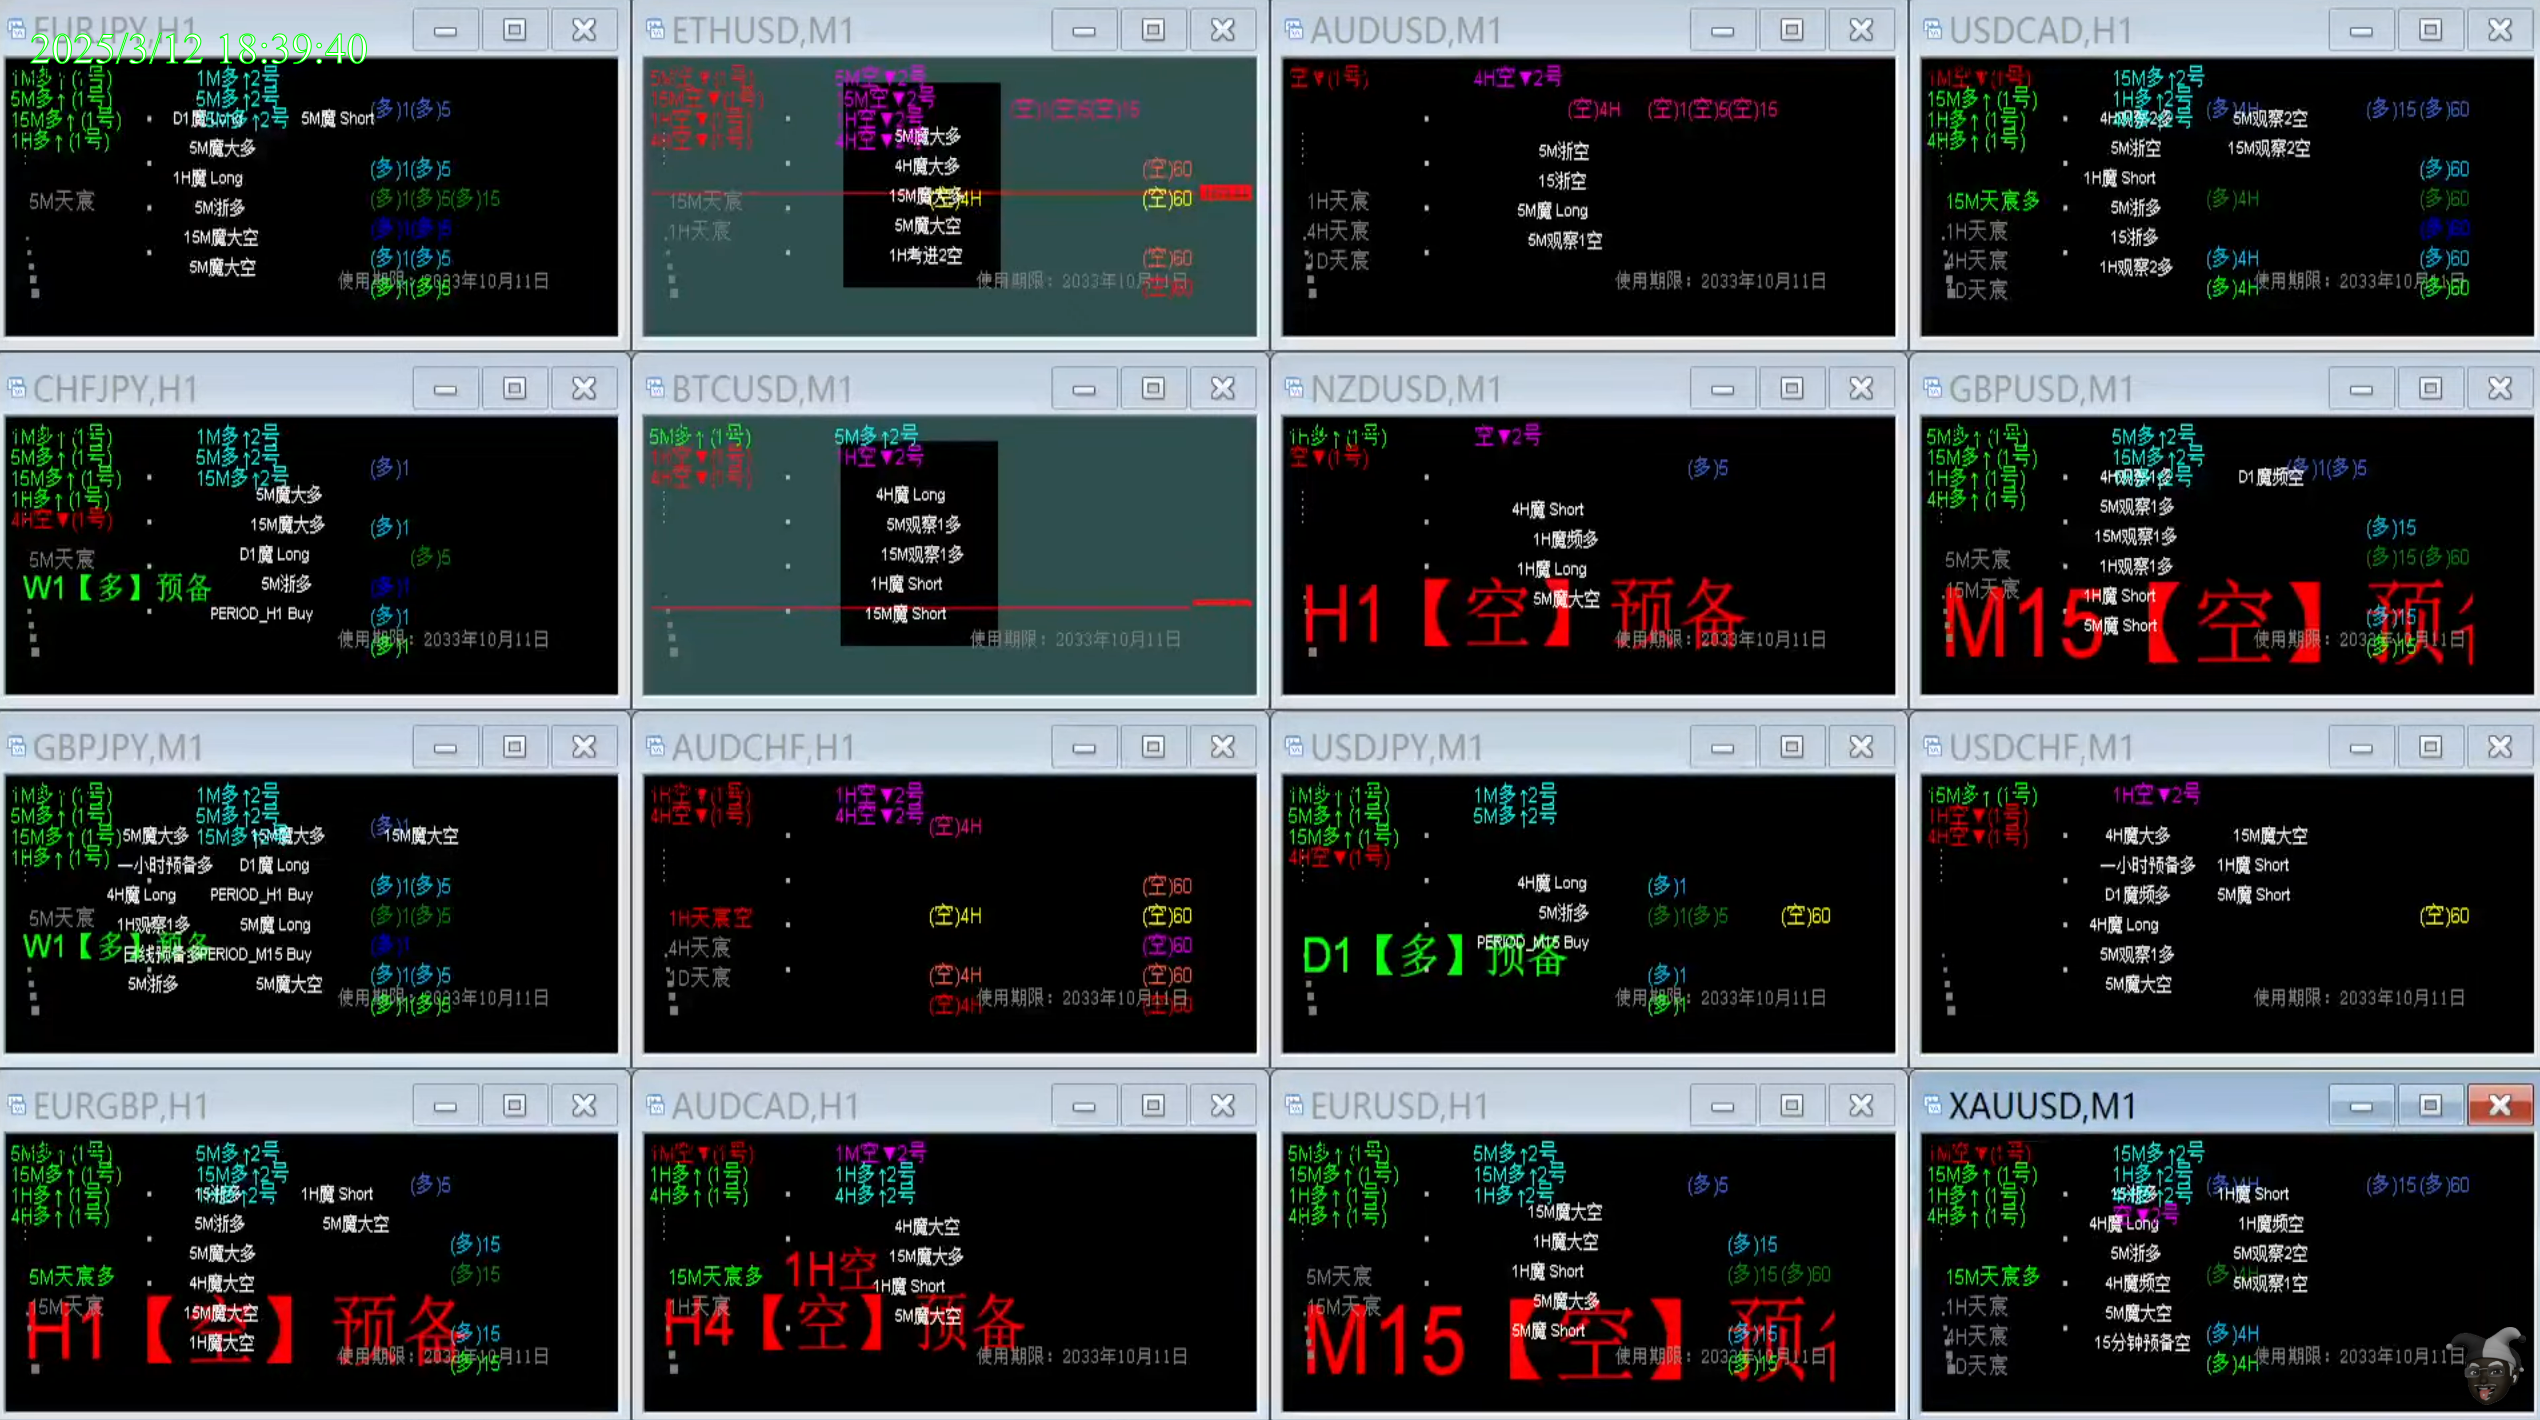 EURJPY,H1
2025/3/12 18:39:40
1M多↑(1号) 1M多↑2号
5M多↑(1号) 5M多↑2号 (多)1(多)5
15M多↑(1号) D1魔 Long 5M魔 Short
1H多↑(1号)
5M魔大多
1H魔 Long (多)1(多)5
5M天宸 5M浙多 (多)1(多)5(多)15
15M魔大空 (多)1(多)5
5M魔大空 (多)1(多)5
使用期限：2033年10月11日
(多)1(多)5
ETHUSD,M1
5M空▼(1号) 5M空▼2号
15M空▼(1号) 15M空▼2号 (空)1(空)5(空)15
1H空▼(1号) 1H空▼2号
4H空▼(1号) 4H空▼2号
5M魔大多
4H魔大多 (空)60
15M天宸 15M魔大多 (空)4H (空)60
1H天宸 5M魔大空
1H考进2空 (空)60
使用期限：2033年10月11日
(空)60
AUDUSD,M1
空▼(1号) 4H空▼2号
(空)4H (空)1(空)5(空)15
5M浙空
15浙空
1H天宸 5M魔 Long
4H天宸 5M观察1空
1D天宸
使用期限：2033年10月11日
USDCAD,H1
1M空▼(1号) 15M多↑2号
15M多↑(1号) 1H多↑2号 (多)4H (多)15(多)60
1H多↑(1号) 4H观察2多 5M观察2空
4H多↑(1号) 5M浙空 15M观察2空
1H魔 Short (多)60
15M天宸多 5M浙多 (多)4H (多)60
1H天宸 15浙多 (多)60
4H天宸 1H观察2多 (多)4H (多)60
1D天宸 (多)4H 使用期限：2033年10月11日 (多)60
CHFJPY,H1
1M多↑(1号) 1M多↑2号
5M多↑(1号) 5M多↑2号 (多)1
15M多↑(1号) 15M多↑2号
1H多↑(1号) 5M魔大多
4H空▼(1号) 15M魔大多 (多)1
5M天宸 D1魔 Long (多)5
W1【多】预备 5M浙多 (多)1
PERIOD_H1 Buy (多)1
使用期限：2033年10月11日
(多)1
BTCUSD,M1
5M多↑(1号) 5M多↑2号
1H空▼(1号) 1H空▼2号
4H空▼(1号)
4H魔 Long
5M观察1多
15M观察1多
1H魔 Short
15M魔 Short
使用期限：2033年10月11日
NZDUSD,M1
1H多↑(1号) 空▼2号
空▼(1号) (多)5
4H魔 Short
1H魔频多
1H魔 Long
5M魔大空
H1【空】预备
使用期限：2033年10月11日
GBPUSD,M1
5M多↑(1号) 5M多↑2号
15M多↑(1号) 15M多↑2号 (多)1(多)5
1H多↑(1号) 4H观察1多 D1魔频空
4H多↑(1号) 5M观察1多
15M观察1多 (多)15
5M天宸 1H观察1多 (多)15(多)60
15M天宸 1H魔 Short
M15【空】预
5M魔 Short (多)15
使用期限：2033年10月11日
(多)15
GBPJPY,M1
1M多↑(1号) 1M多↑2号
5M多↑(1号) 5M多↑2号 (多)1
15M多↑(1号) 5M魔大多 15M多↑2号 15M魔大多 15M魔大空
1H多↑(1号) 一小时预备多 D1魔 Long
4H魔 Long PERIOD_H1 Buy (多)1(多)5
5M天宸 1H观察1多 5M魔 Long (多)1(多)5
W1【多】预备 日线预备多 PERIOD_M15 Buy (多)1
5M浙多 5M魔大空 (多)1(多)5
使用期限：2033年10月11日
(多)1(多)5
AUDCHF,H1
1H空▼(1号) 1H空▼2号
4H空▼(1号) 4H空▼2号 (空)4H
(空)60
1H天宸空 (空)4H (空)60
4H天宸 (空)60
1D天宸 (空)4H (空)60
(空)4H 使用期限：2033年10月11日 (空)60
USDJPY,M1
1M多↑(1号) 1M多↑2号
5M多↑(1号) 5M多↑2号
15M多↑(1号)
4H空▼(1号)
4H魔 Long (多)1
5M浙多 (多)1(多)5 (空)60
D1【多】预备 PERIOD_M15 Buy
(多)1
使用期限：2033年10月11日
(多)1
USDCHF,M1
15M多↑(1号) 1H空▼2号
1H空▼(1号)
4H空▼(1号) 4H魔大多 15M魔大空
一小时预备多 1H魔 Short
D1魔频多 5M魔 Short
4H魔 Long (空)60
5M观察1多
5M魔大空
使用期限：2033年10月11日
EURGBP,H1
5M多↑(1号) 5M多↑2号
15M多↑(1号) 15M多↑2号 (多)5
1H多↑(1号) 15浙多 1H魔 Short
4H多↑(1号) 5M浙多 5M魔大空
5M魔大多 (多)15
5M天宸多 4H魔大空 (多)15
15M天宸 15M魔大空
H1【空】预备
1H魔大空 (多)15
使用期限：2033年10月11日
(多)15
AUDCAD,H1
1M空▼(1号) 1M空▼2号
1H多↑(1号) 1H多↑2号
4H多↑(1号) 4H多↑2号
4H魔大空
15M魔大多
15M天宸多 1H空 1H魔 Short
1H天宸 5M魔大空
H4【空】预备
使用期限：2033年10月11日
EURUSD,H1
5M多↑(1号) 5M多↑2号
15M多↑(1号) 15M多↑2号 (多)5
1H多↑(1号) 1H多↑2号
4H多↑(1号) 15M魔大空
1H魔大空 (多)15
5M天宸 1H魔 Short (多)15(多)60
15M天宸 5M魔大多
M15【空】预
5M魔 Short (多)15
使用期限：2033年10月11日
(多)15
XAUUSD,M1
1M空▼(1号) 15M多↑2号
15M多↑(1号) 1H多↑2号 (多)4H (多)15(多)60
1H多↑(1号) 15浙多 1H魔 Short
4H多↑(1号) 空▼2号 4H魔 Long 1H魔频空
5M浙多 5M观察2空
15M天宸多 4H魔频空 (多)4H 5M观察1空
1H天宸 5M魔大空
4H天宸 15分钟预备空 (多)4H
1D天宸 (多)4H 使用期限：2033年10月11日